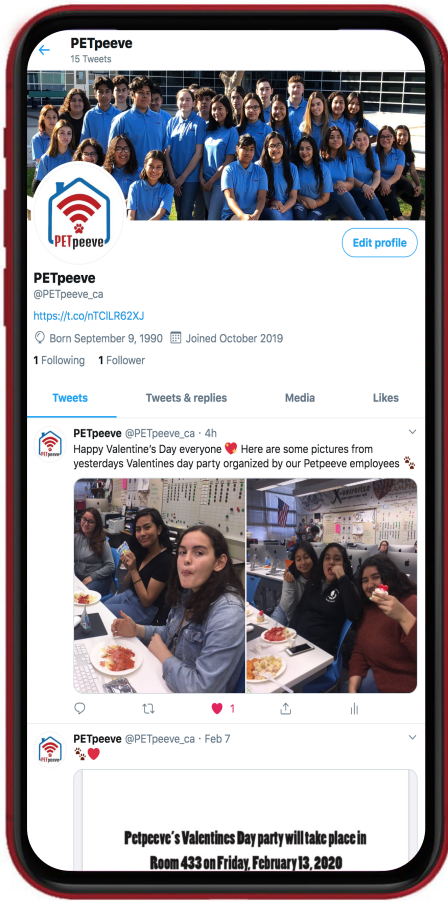 PETpeeve
15 Tweets
PETpeeve
Edit profile
PETpeeve
@PETpeeve_ca
https://t.co/nTClLR62XJ
Born September 9, 1990 Joined October 2019
1 Following 1 Follower
Tweets Tweets & replies Media Likes
PETpeeve @PETpeeve_ca · 4h
Happy Valentine's Day everyone ❤️ Here are some pictures from
yesterdays Valentines day party organized by our Petpeeve employees 🐾
1
PETpeeve @PETpeeve_ca · Feb 7
🐾❤️
Petpeeve's Valentines Day party will take place in
Room 433 on Friday, February 13, 2020